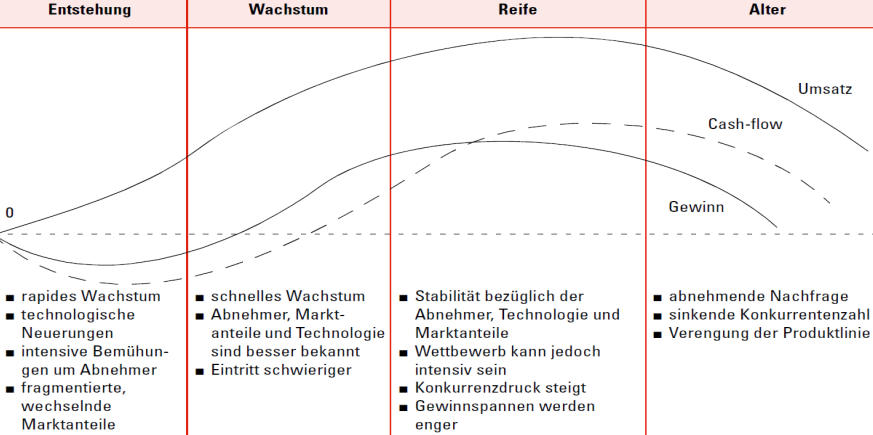 Entstehung
Wachstum
Reife
Alter
Umsatz
Cash-flow
Gewinn
0
■ rapides Wachstum
■ technologische
Neuerungen
■ intensive Bemühun-
gen um Abnehmer
■ fragmentierte,
wechselnde
Marktanteile
■ schnelles Wachstum
■ Abnehmer, Markt-
anteile und Technologie
sind besser bekannt
■ Eintritt schwieriger
■ Stabilität bezüglich der
Abnehmer, Technologie und
Marktanteile
■ Wettbewerb kann jedoch
intensiv sein
■ Konkurrenzdruck steigt
■ Gewinnspannen werden
enger
■ abnehmende Nachfrage
■ sinkende Konkurrentenzahl
■ Verengung der Produktlinie